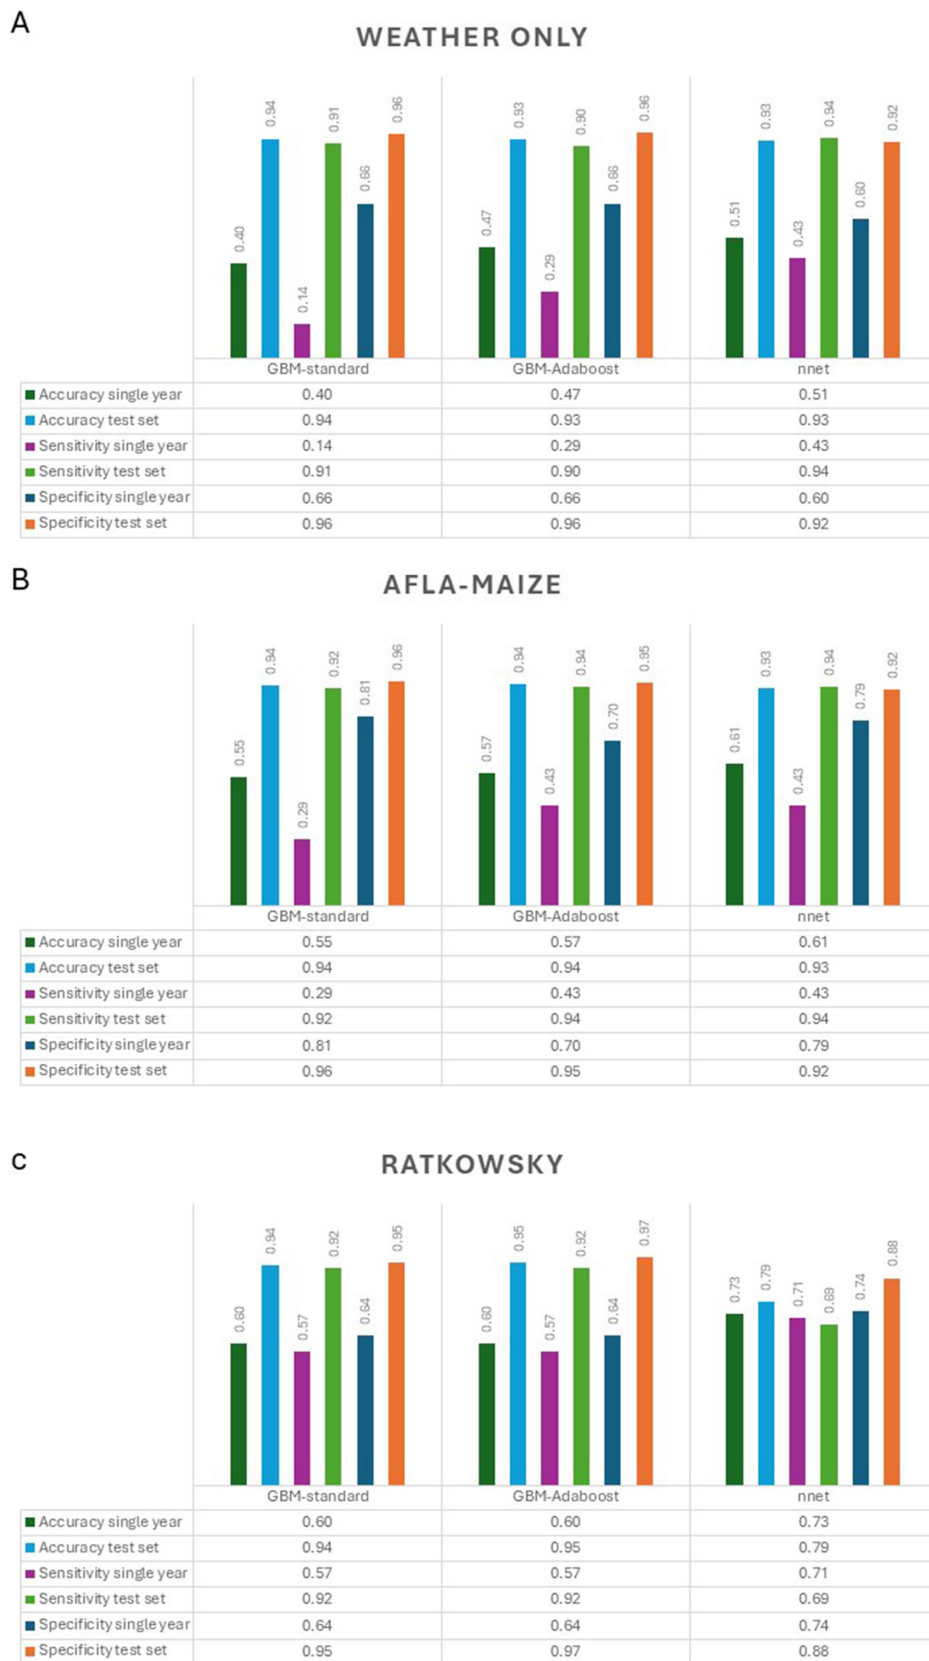 A
WEATHER ONLY
0.40 0.94 0.14 0.91 0.66 0.96 0.47 0.93 0.29 0.90 0.66 0.96 0.51 0.93 0.43 0.94 0.60 0.92
GBM-standard GBM-Adaboost nnet
Accuracy single year 0.40 0.47 0.51
Accuracy test set 0.94 0.93 0.93
Sensitivity single year 0.14 0.29 0.43
Sensitivity test set 0.91 0.90 0.94
Specificity single year 0.66 0.66 0.60
Specificity test set 0.96 0.96 0.92
B
AFLA-MAIZE
0.55 0.94 0.29 0.92 0.81 0.96 0.57 0.94 0.43 0.94 0.70 0.95 0.61 0.93 0.43 0.94 0.79 0.92
GBM-standard GBM-Adaboost nnet
Accuracy single year 0.55 0.57 0.61
Accuracy test set 0.94 0.94 0.93
Sensitivity single year 0.29 0.43 0.43
Sensitivity test set 0.92 0.94 0.94
Specificity single year 0.81 0.70 0.79
Specificity test set 0.96 0.95 0.92
C
RATKOWSKY
0.60 0.94 0.57 0.92 0.64 0.95 0.60 0.95 0.57 0.92 0.64 0.97 0.73 0.79 0.71 0.69 0.74 0.88
GBM-standard GBM-Adaboost nnet
Accuracy single year 0.60 0.60 0.73
Accuracy test set 0.94 0.95 0.79
Sensitivity single year 0.57 0.57 0.71
Sensitivity test set 0.92 0.92 0.69
Specificity single year 0.64 0.64 0.74
Specificity test set 0.95 0.97 0.88